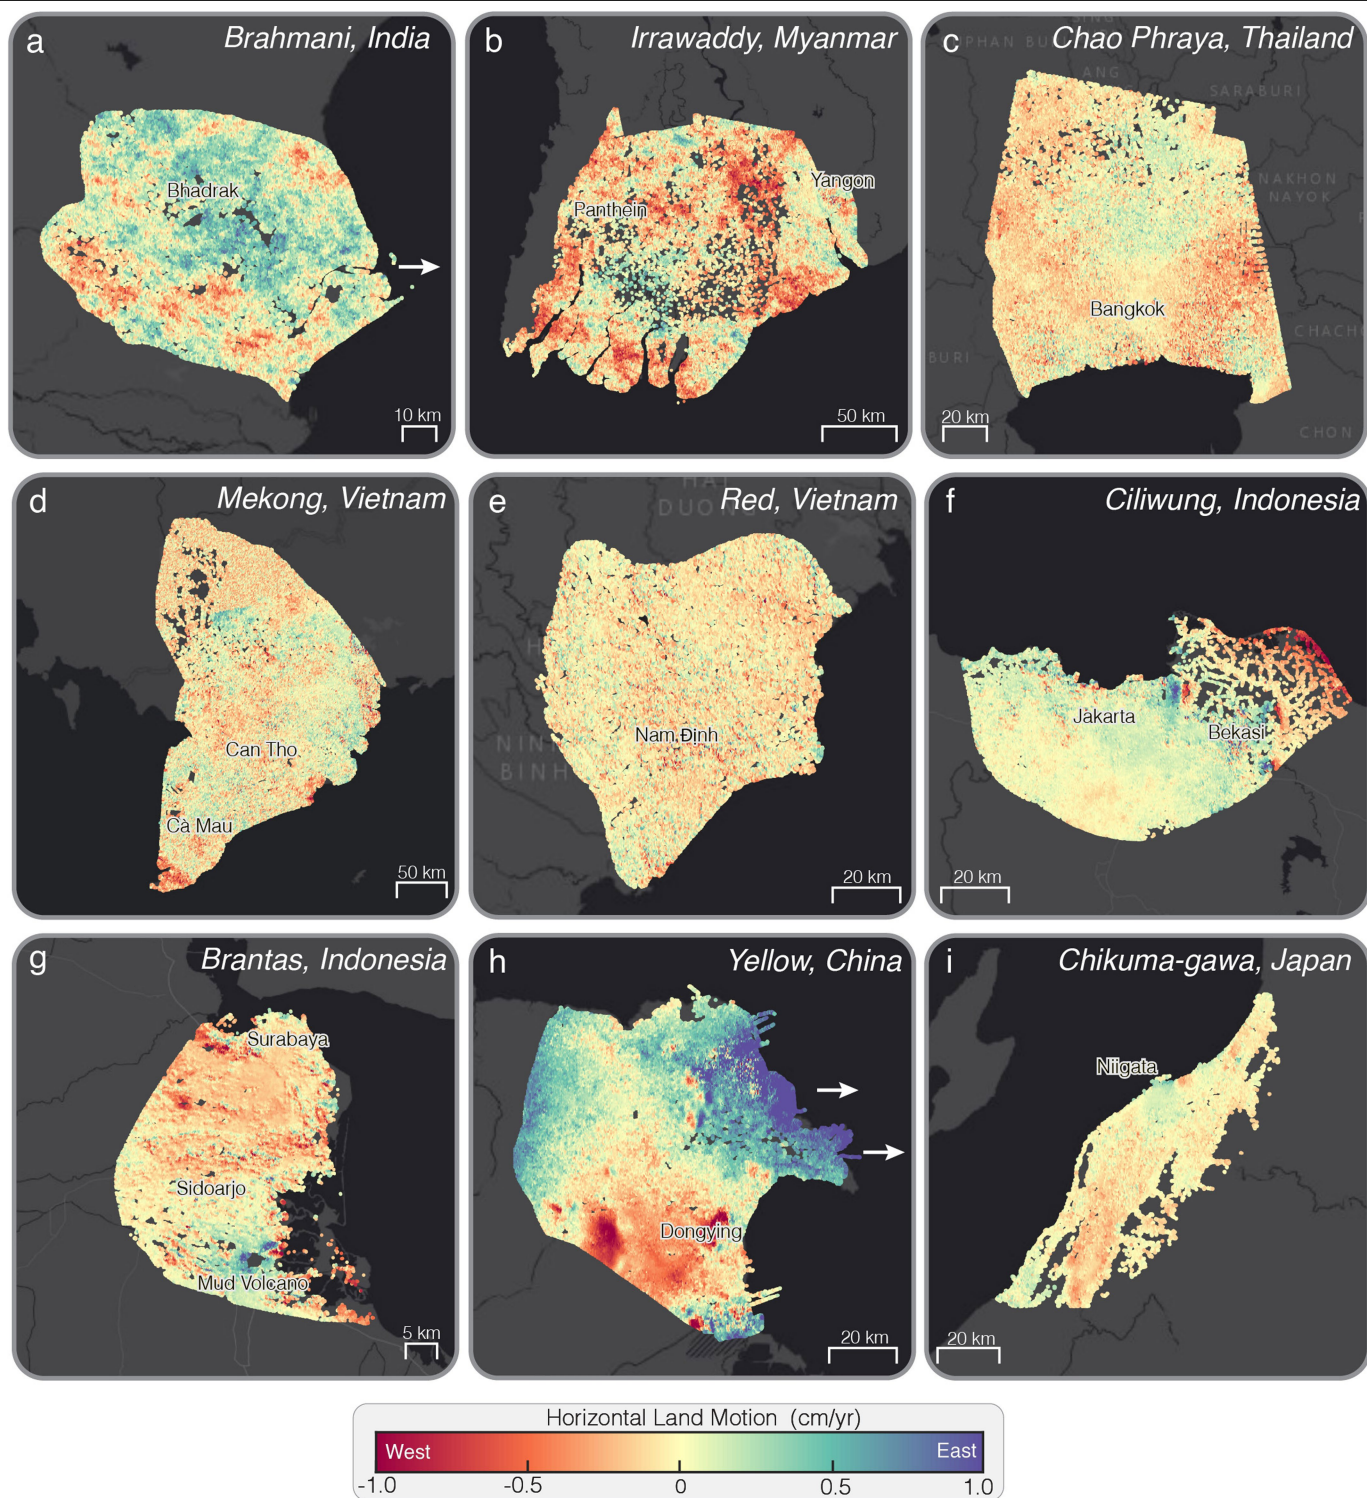 a
Brahmani, India
Bhadrak
10 km
b
Irrawaddy, Myanmar
Yangon
Panthein
50 km
c
Chao Phraya, Thailand
ANG
SARABURI
NAKHON
NAYOK
Bangkok
CHACH
BURI
20 km
CHON
d
Mekong, Vietnam
Can Tho
Cà Mau
50 km
e
Red, Vietnam
DUONG
Nam Định
NINH
BINH
20 km
f
Ciliwung, Indonesia
Jakarta
Bekasi
20 km
g
Brantas, Indonesia
Surabaya
Sidoarjo
Mud Volcano
5 km
h
Yellow, China
Dongying
20 km
i
Chikuma-gawa, Japan
Niigata
20 km
Horizontal Land Motion (cm/yr)
West East
-1.0 -0.5 0 0.5 1.0